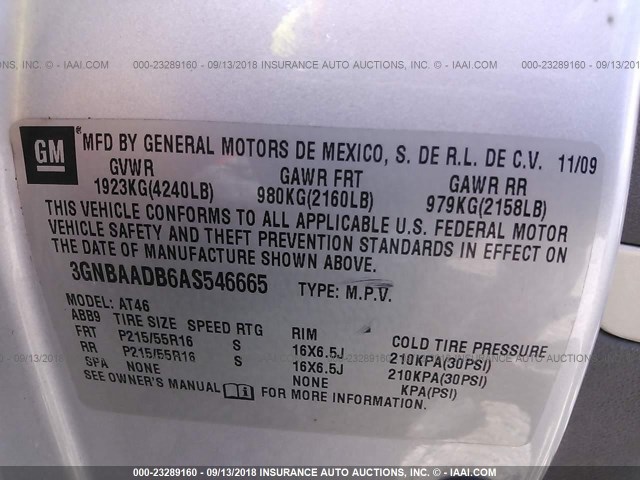 000-23289160 - 09/13/2018 INSURANCE AUTO AUCTIONS, INC. - © IAAI.COM
GM
MFD BY GENERAL MOTORS DE MEXICO, S. DE R.L. DE C.V. 11/09
GVWR GAWR FRT GAWR RR
1923KG(4240LB) 980KG(2160LB) 979KG(2158LB)
THIS VEHICLE CONFORMS TO ALL APPLICABLE U.S. FEDERAL MOTOR
VEHICLE SAFETY AND THEFT PREVENTION STANDARDS IN EFFECT ON
THE DATE OF MANUFACTURE SHOWN ABOVE.
3GNBAADB6AS546665 TYPE: M.P.V.
MODEL: AT46
ABB9 TIRE SIZE SPEED RTG RIM COLD TIRE PRESSURE
FRT P215/55R16 S 16X6.5J 210KPA(30PSI)
RR P215/55R16 S 16X6.5J 210KPA(30PSI)
SPA NONE NONE KPA(PSI)
SEE OWNER'S MANUAL FOR MORE INFORMATION.
000-23289160 - 09/13/2018 INSURANCE AUTO AUCTIONS, INC. - © IAAI.COM
000-23289160 - 09/13/2018 INSURANCE AUTO AUCTIONS, INC. - © IAAI.COM